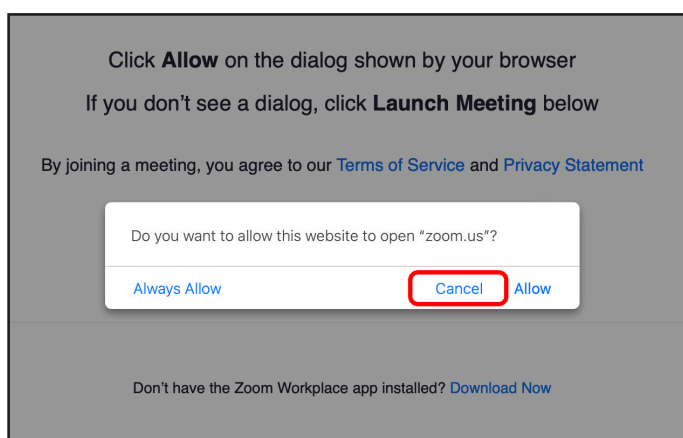 Click Allow on the dialog shown by your browser
If you don't see a dialog, click Launch Meeting below
By joining a meeting, you agree to our Terms of Service and Privacy Statement
Do you want to allow this website to open “zoom.us”?
Always Allow Cancel Allow
Don't have the Zoom Workplace app installed? Download Now